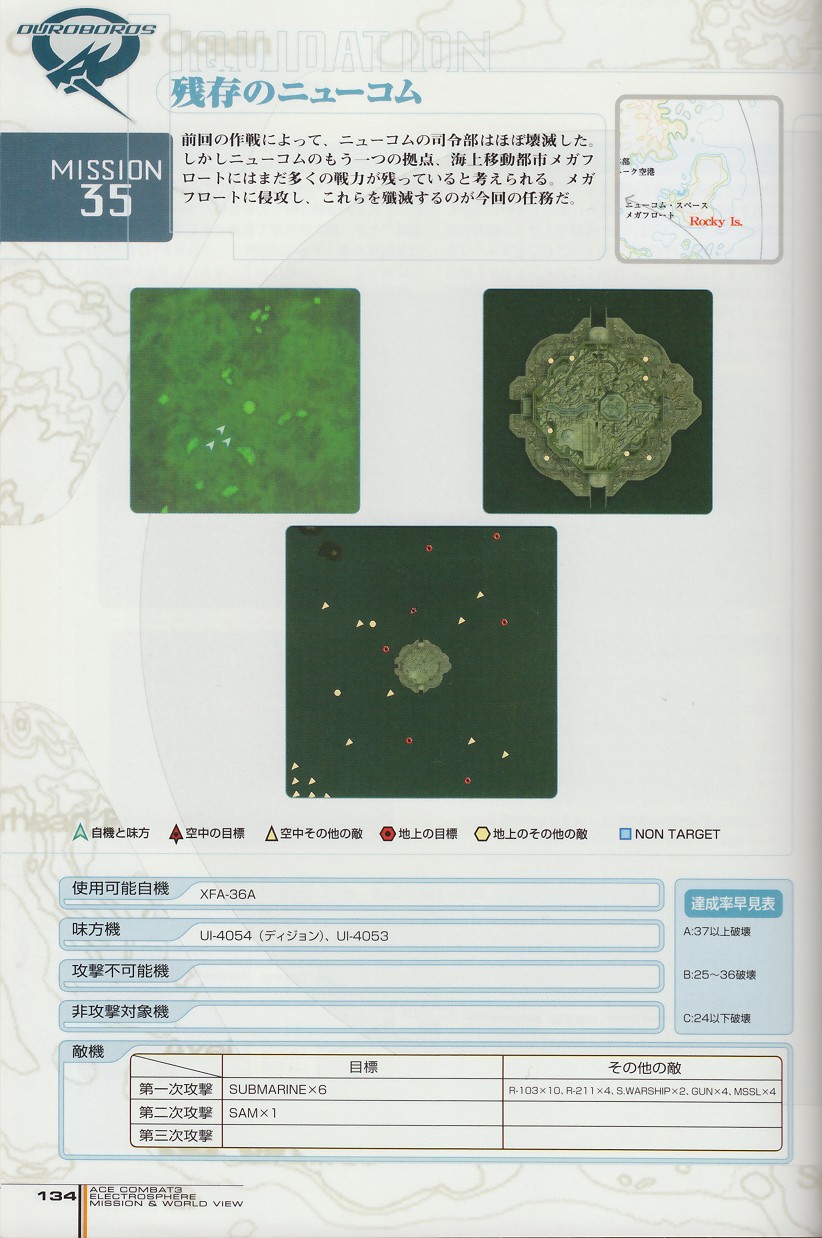 OUROBOROS
LIQUIDATION
残存のニューコム
MISSION
35
前回の作戦によって、ニューコムの司令部はほぼ壊滅した。
しかしニューコムのもう一つの拠点、海上移動都市メガフ
ロートにはまだ多くの戦力が残っていると考えられる。メガ
フロートに侵攻し、これらを殲滅するのが今回の任務だ。
部
ーク空港
ニューコム・スペース
メガフロート
Rocky Is.
自機と味方
空中の目標
空中その他の敵
地上の目標
地上のその他の敵
NON TARGET
使用可能自機
XFA-36A
味方機
UI-4054（ディジョン）、UI-4053
攻撃不可能機
非攻撃対象機
達成率早見表
A:37以上破壊
B:25〜36破壊
C:24以下破壊
敵機
目標
その他の敵
第一次攻撃
SUBMARINE×6
R-103×10、R-211×4、S.WARSHIP×2、GUN×4、MSSL×4
第二次攻撃
SAM×1
第三次攻撃
134
ACE COMBAT3
ELECTROSPHERE
MISSION & WORLD VIEW